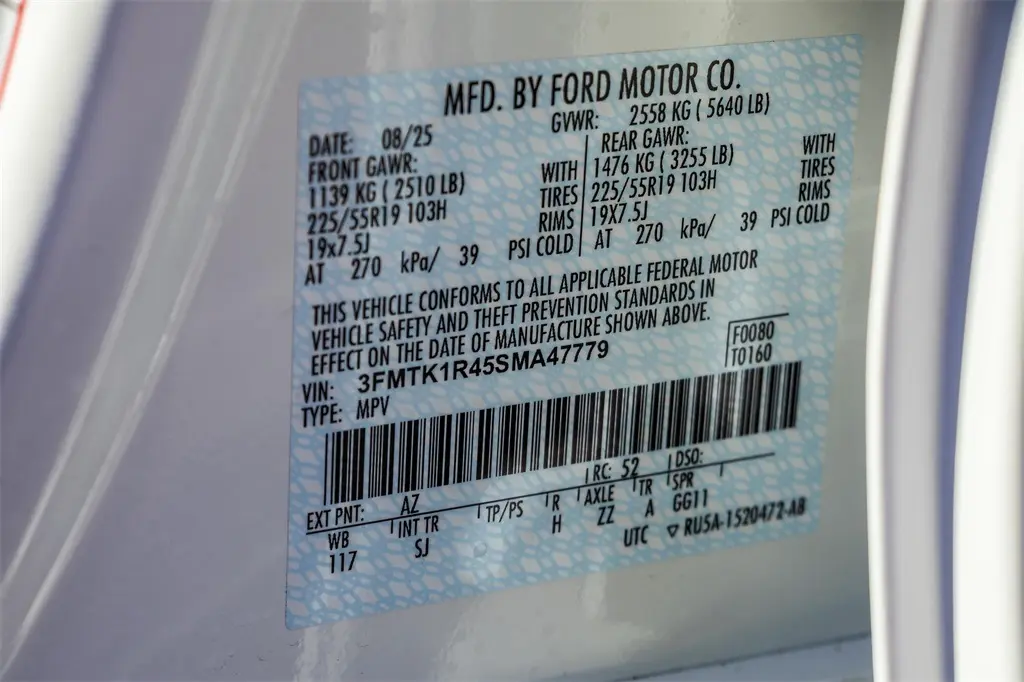 MFD. BY FORD MOTOR CO.
DATE: 08/25 GVWR: 2558 KG ( 5640 LB)
FRONT GAWR: REAR GAWR:
1139 KG ( 2510 LB) WITH 1476 KG ( 3255 LB) WITH
225/55R19 103H TIRES 225/55R19 103H TIRES
19x7.5J RIMS 19X7.5J RIMS
AT 270 kPa/ 39 PSI COLD AT 270 kPa/ 39 PSI COLD
THIS VEHICLE CONFORMS TO ALL APPLICABLE FEDERAL MOTOR
VEHICLE SAFETY AND THEFT PREVENTION STANDARDS IN
EFFECT ON THE DATE OF MANUFACTURE SHOWN ABOVE.
F0080
T0160
VIN: 3FMTK1R45SMA47779
TYPE: MPV
EXT PNT: AZ RC: 52 DSO:
WB INT TR TP/PS R AXLE TR SPR
117 SJ H ZZ A GG11
UTC ▽ RU5A-1520472-AB